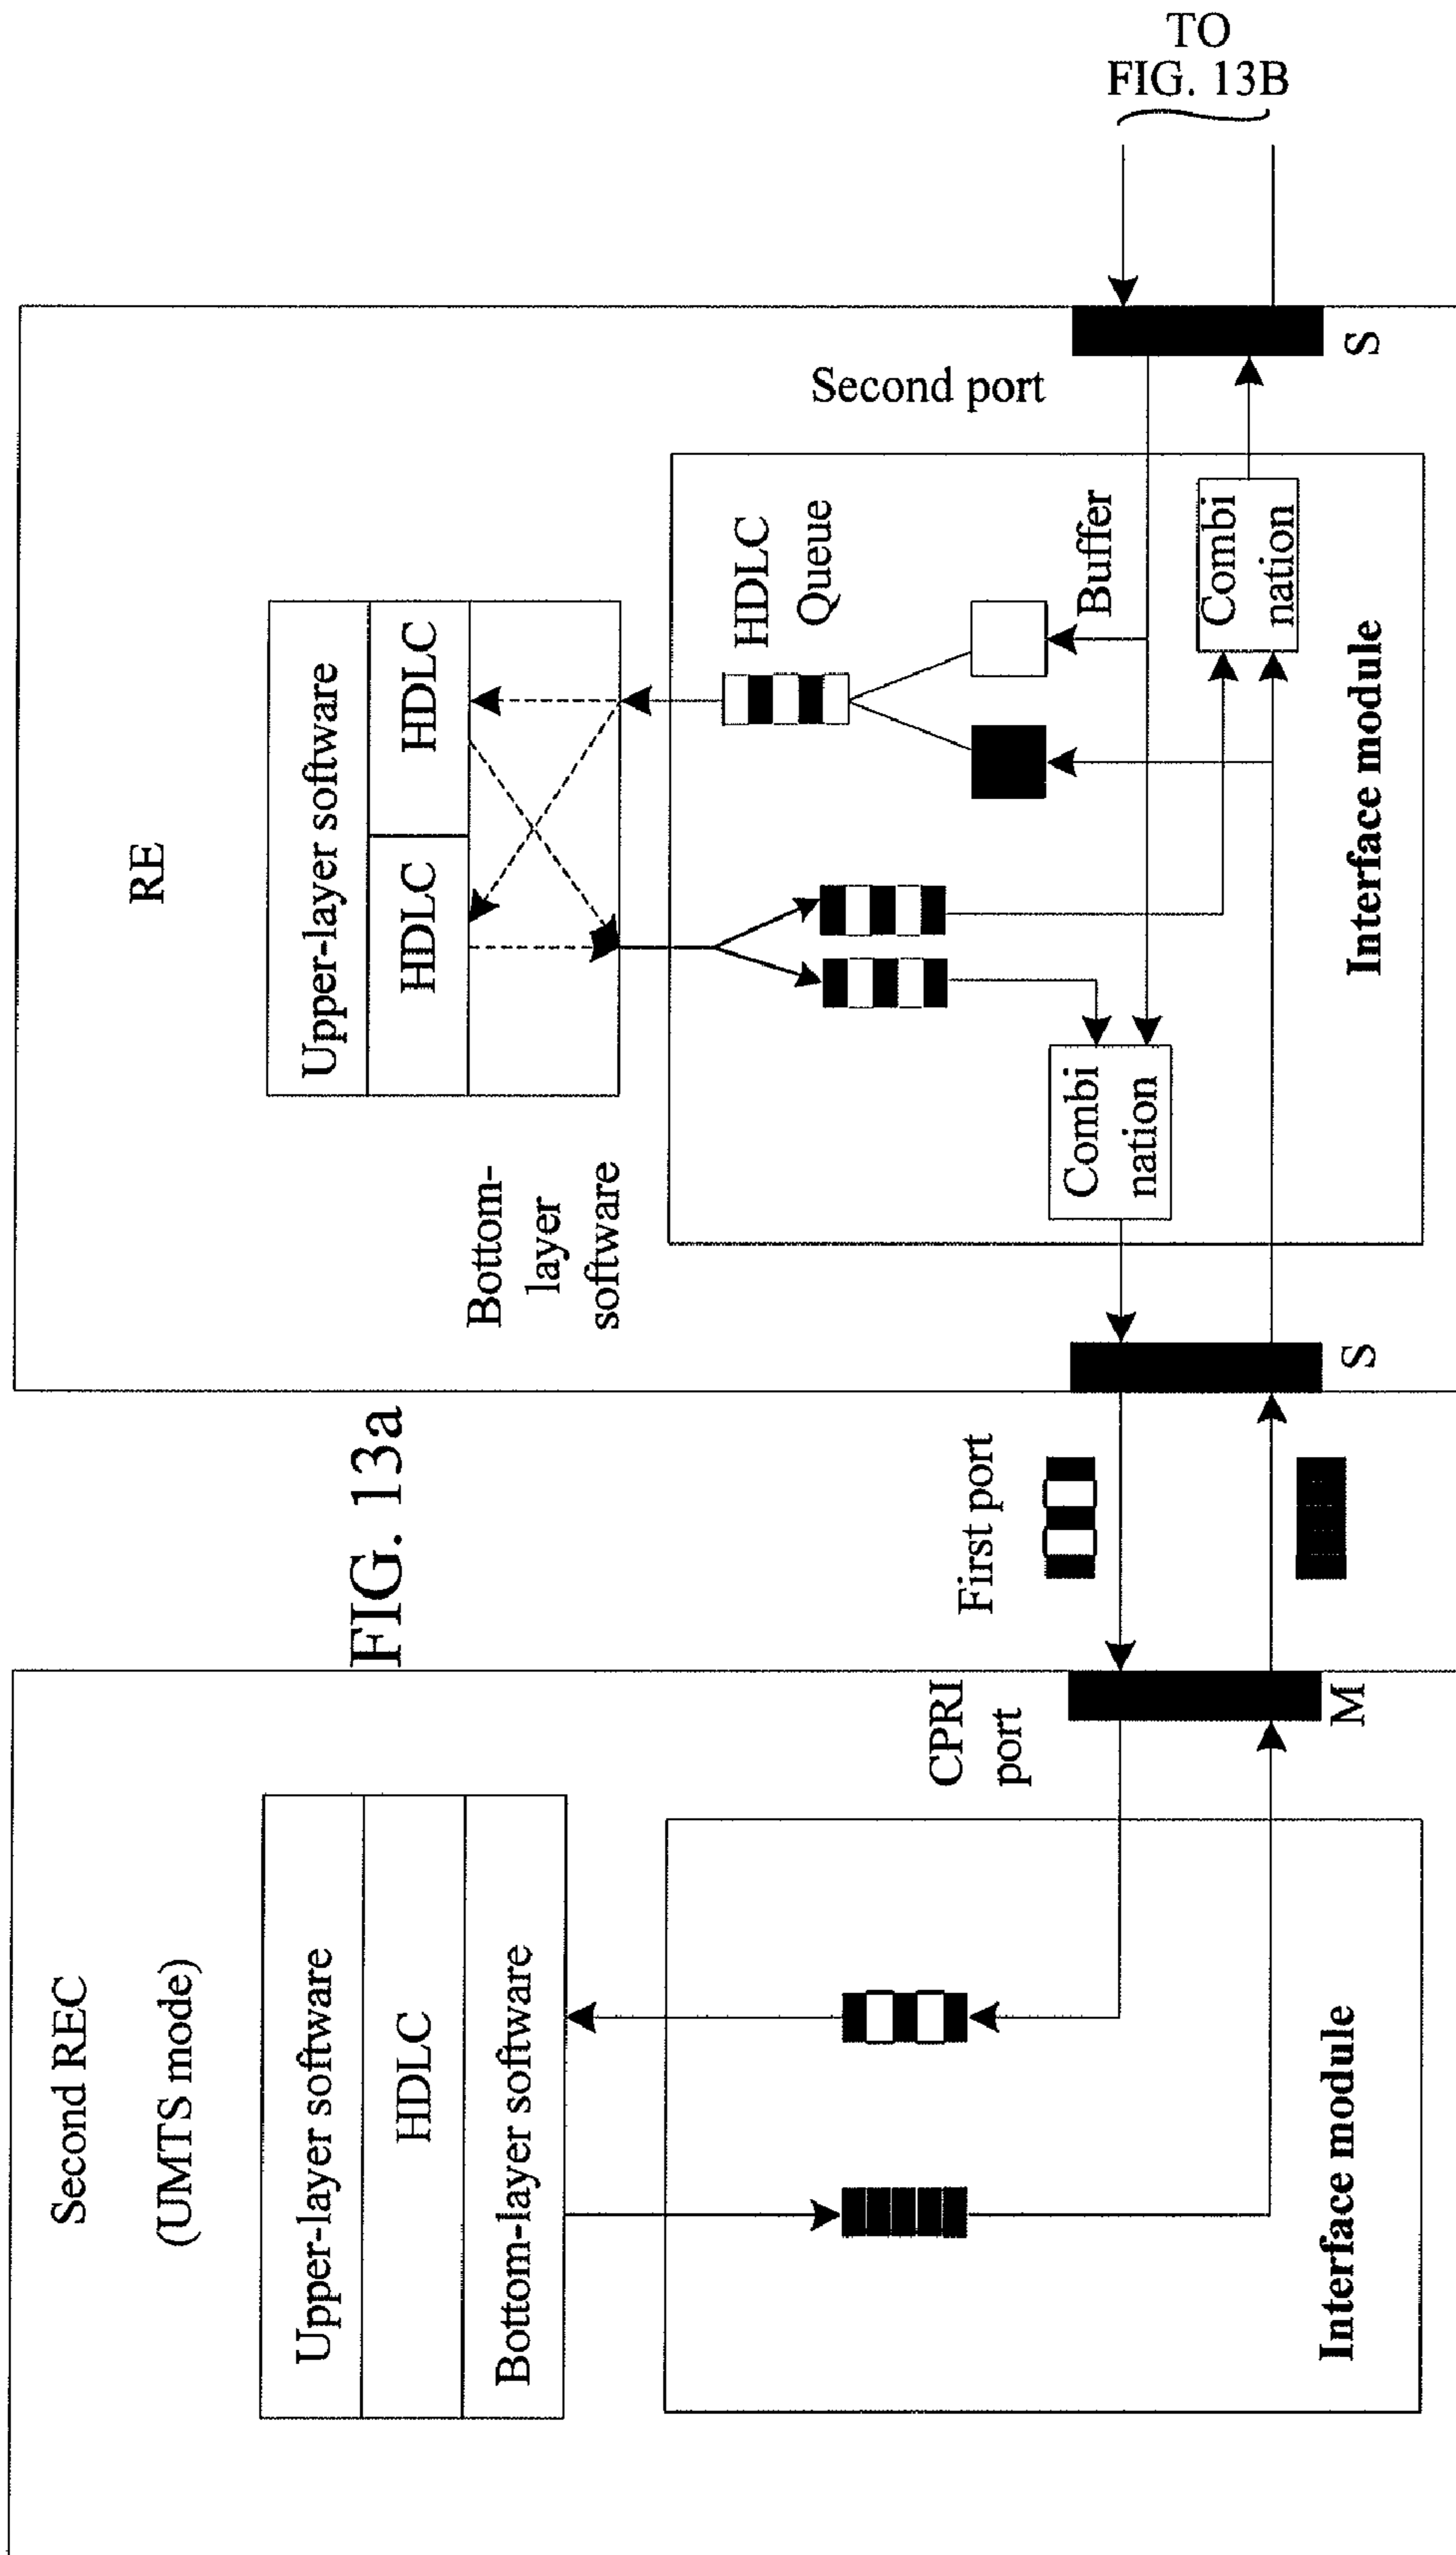 Second REC
(UMTS mode)
Upper-layer software
HDLC
Bottom-layer software
Interface module
CPRI
port
M
FIG. 13a
First port
S
RE
Upper-layer software
HDLC
HDLC
Bottom-
layer
software
HDLC
Queue
Buffer
Combi
nation
Combi
nation
Interface module
Second port
S
TO
FIG. 13B